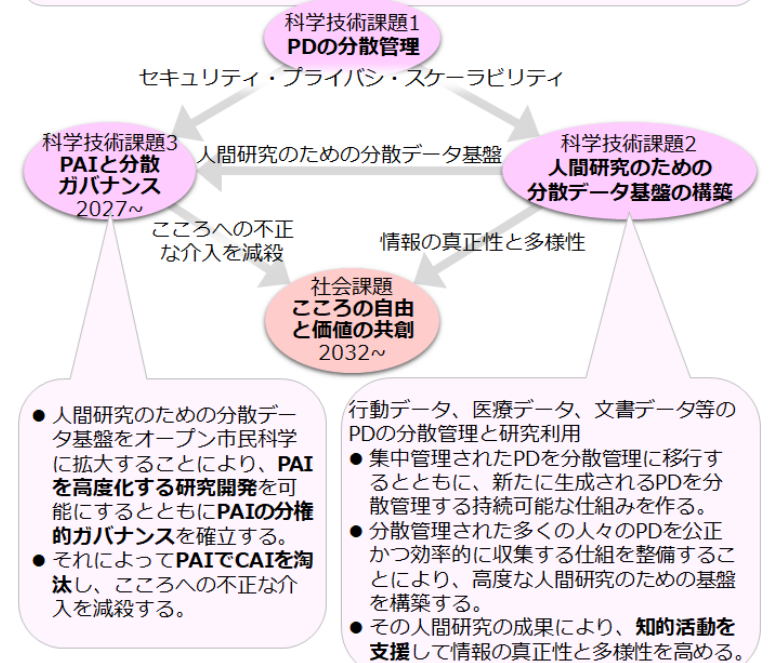 科学技術課題1
PDの分散管理
セキュリティ・プライバシ・スケーラビリティ
科学技術課題3
PAIと分散
ガバナンス
2027~
人間研究のための分散データ基盤
科学技術課題2
人間研究のための
分散データ基盤の構築
こころへの不正
な介入を減殺
情報の真正性と多様性
社会課題
こころの自由
と価値の共創
2032~
● 人間研究のための分散デー
タ基盤をオープン市民科学
に拡大することにより、PAI
を高度化する研究開発を可
能にするとともにPAIの分権
的ガバナンスを確立する。
● それによってPAIでCAIを淘
汰し、こころへの不正な介
入を減殺する。
行動データ、医療データ、文書データ等の
PDの分散管理と研究利用
● 集中管理されたPDを分散管理に移行す
るとともに、新たに生成されるPDを分
散管理する持続可能な仕組みを作る。
● 分散管理された多くの人々のPDを公正
かつ効率的に収集する仕組を整備するこ
とにより、高度な人間研究のための基盤
を構築する。
● その人間研究の成果により、知的活動を
支援して情報の真正性と多様性を高める。